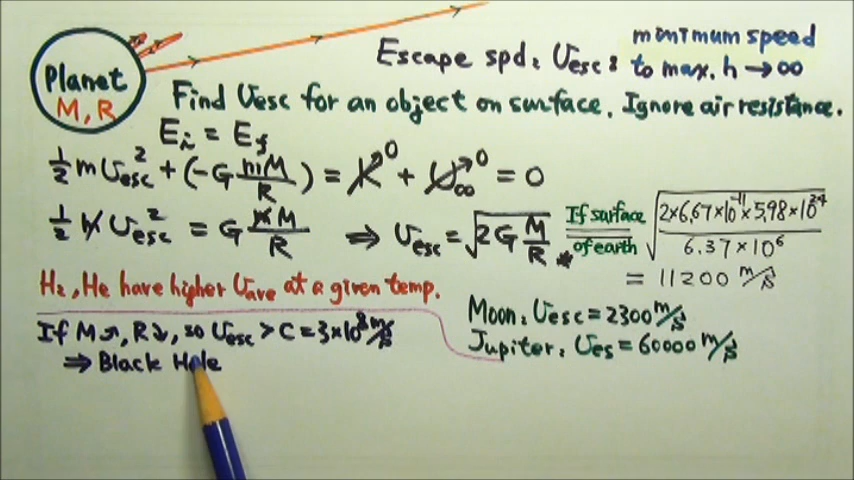 Planet
M, R
Escape spd: Vesc: minimum speed
to max. h → ∞
Find Vesc for an object on surface. Ignore air resistance.
Ei = Ef
1/2 m Vesc² + (-G mM/R) = K→0 + U∞→0 = 0
1/2 m Vesc² = G mM/R ⇒ Vesc = √(2G M/R) *
If surface of earth √(2×6.67×10⁻¹¹×5.98×10²⁴ / 6.37×10⁶)
= 11200 m/s
H₂, He have higher Vave at a given temp.
Moon: Vesc = 2300 m/s
Jupiter: Ves = 60000 m/s
If M↗, R↘, so Vesc > C = 3×10⁸ m/s
⇒ Black Hole